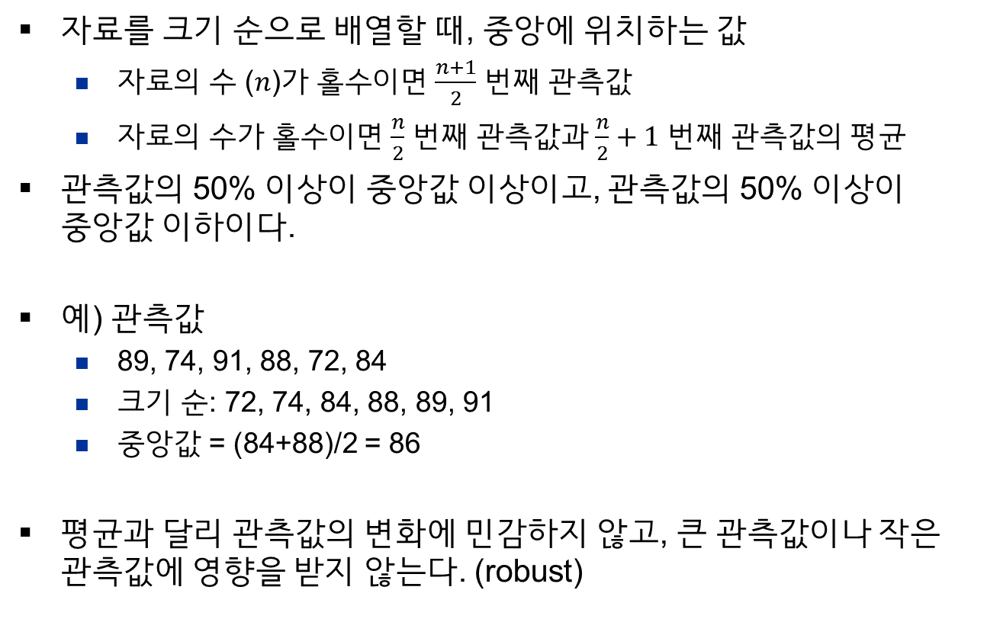 ▪ 자료를 크기 순으로 배열할 때, 중앙에 위치하는 값
■ 자료의 수 (n)가 홀수이면 \frac{n+1}{2} 번째 관측값
■ 자료의 수가 홀수이면 \frac{n}{2} 번째 관측값과 \frac{n}{2} + 1 번째 관측값의 평균
▪ 관측값의 50% 이상이 중앙값 이상이고, 관측값의 50% 이상이
중앙값 이하이다.
▪ 예) 관측값
■ 89, 74, 91, 88, 72, 84
■ 크기 순: 72, 74, 84, 88, 89, 91
■ 중앙값 = (84+88)/2 = 86
▪ 평균과 달리 관측값의 변화에 민감하지 않고, 큰 관측값이나 작은
관측값에 영향을 받지 않는다. (robust)